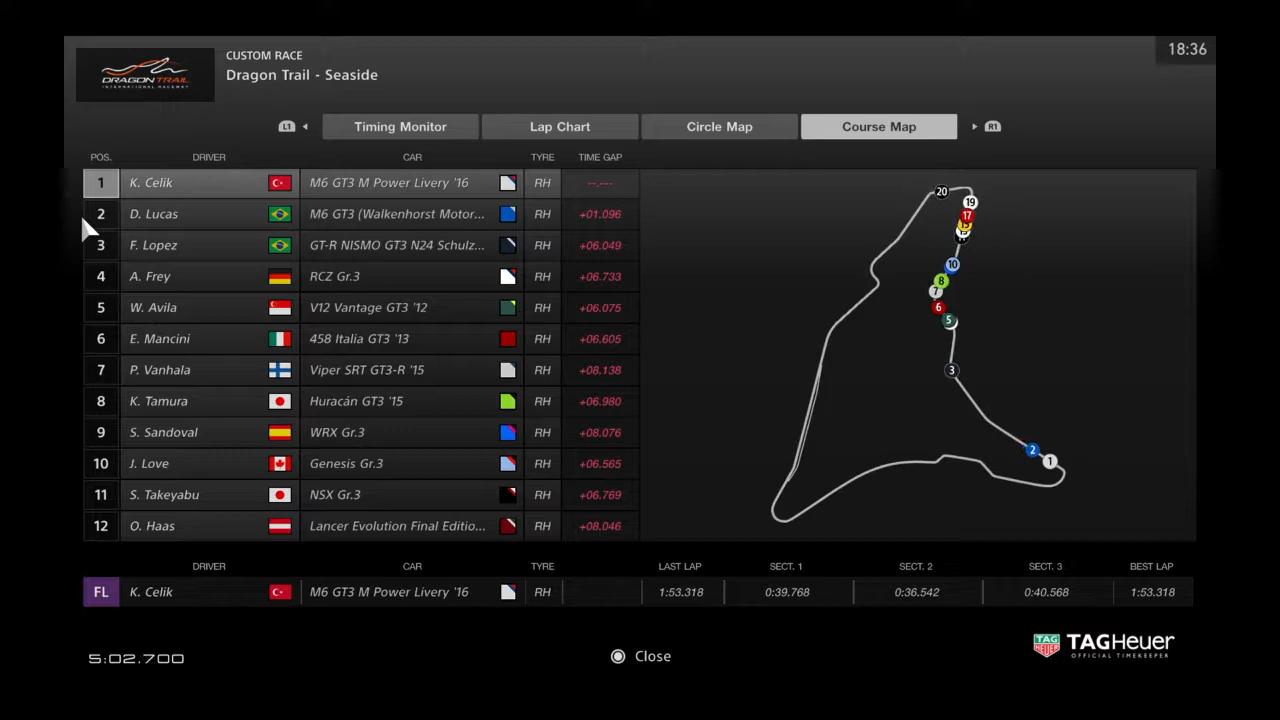 CUSTOM RACE
18:36
DRAGON TRAIL
INTERNATIONAL RACEWAY
Dragon Trail - Seaside
L1 Timing Monitor Lap Chart Circle Map Course Map R1
POS. DRIVER CAR TYRE TIME GAP
1 K. Celik M6 GT3 M Power Livery '16 RH --.---
2 D. Lucas M6 GT3 (Walkenhorst Motor... RH +01.096
3 F. Lopez GT-R NISMO GT3 N24 Schulz... RH +06.049
4 A. Frey RCZ Gr.3 RH +06.733
5 W. Avila V12 Vantage GT3 '12 RH +06.075
6 E. Mancini 458 Italia GT3 '13 RH +06.605
7 P. Vanhala Viper SRT GT3-R '15 RH +08.138
8 K. Tamura Huracán GT3 '15 RH +06.980
9 S. Sandoval WRX Gr.3 RH +08.076
10 J. Love Genesis Gr.3 RH +06.565
11 S. Takeyabu NSX Gr.3 RH +06.769
12 O. Haas Lancer Evolution Final Editio... RH +08.046
20
19
17
10
8
7
6
5
3
2
1
DRIVER CAR TYRE LAST LAP SECT. 1 SECT. 2 SECT. 3 BEST LAP
FL K. Celik M6 GT3 M Power Livery '16 RH 1:53.318 0:39.768 0:36.542 0:40.568 1:53.318
5:02.700
Close
TAG HEUER
TAGHeuer
OFFICIAL TIMEKEEPER